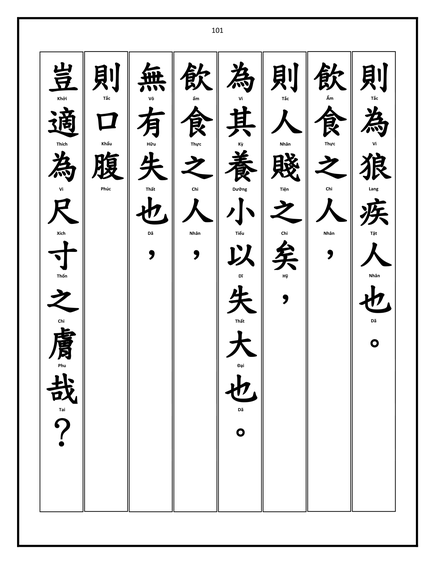 101
則為狼疾人也。
Tắc Vi Lang Tật Nhân Dã
飲食之人，
Ẩm Thực Chi Nhân
則人賤之矣，
Tắc Nhân Tiện Chi Hỹ
為其養小以失大也。
Vi Kỳ Dưỡng Tiểu Dĩ Thất Đại Dã
飲食之人，
ẩm Thực Chi Nhân
無有失也，
Vô Hữu Thất Dã
則口腹
Tắc Khẩu Phúc
豈適為尺寸之膚哉？
Khởi Thích Vi Xích Thốn Chi Phu Tai